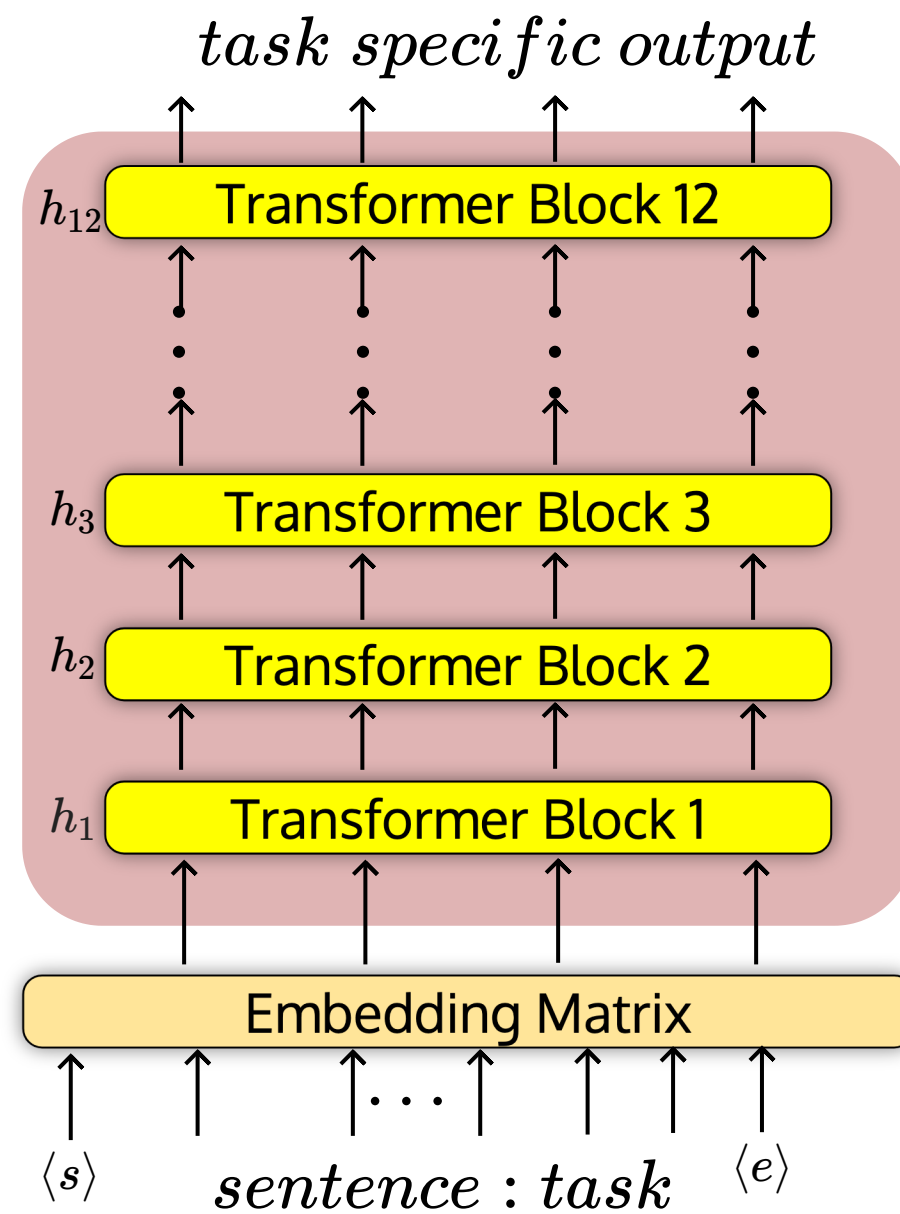 task specific output
h₁₂ Transformer Block 12
h₃ Transformer Block 3
h₂ Transformer Block 2
h₁ Transformer Block 1
Embedding Matrix
...
⟨s⟩ sentence : task ⟨e⟩